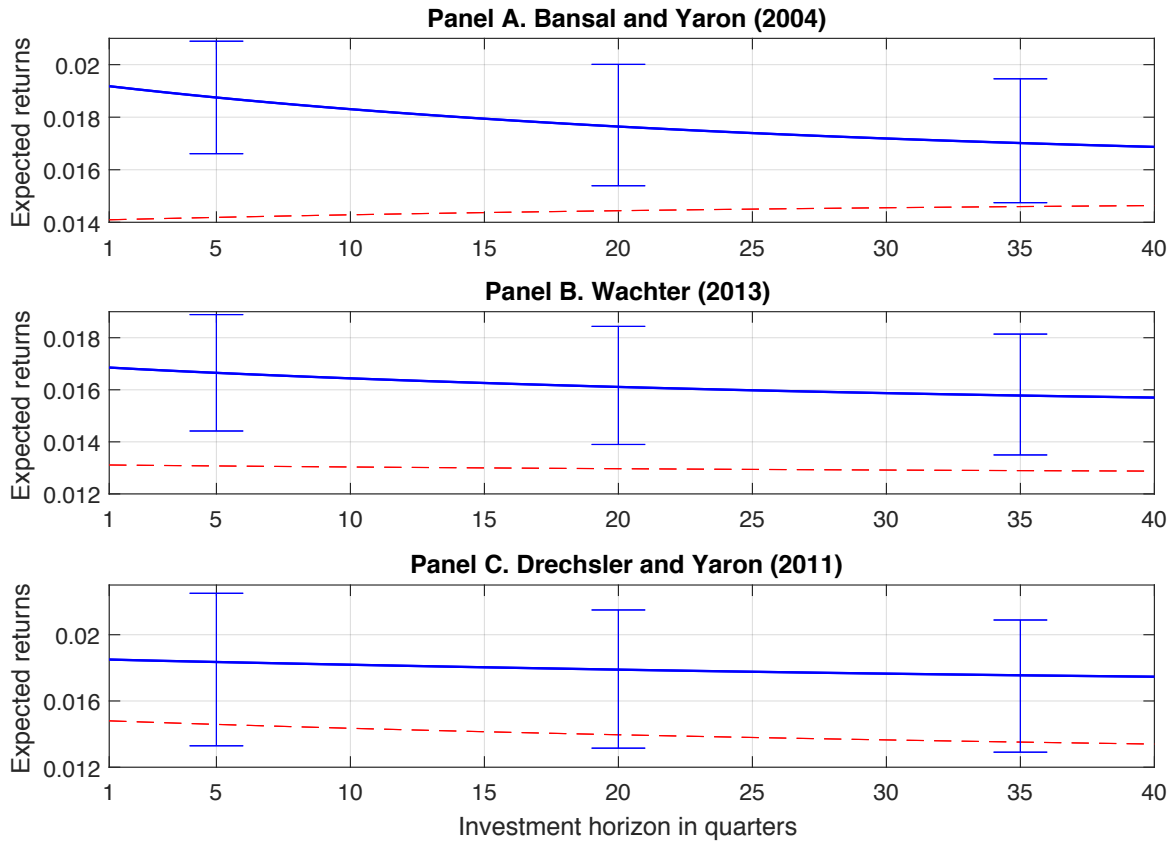 Panel A. Bansal and Yaron (2004)
Expected returns
0.02
0.018
0.016
0.014
1 5 10 15 20 25 30 35 40
Panel B. Wachter (2013)
Expected returns
0.018
0.016
0.014
0.012
1 5 10 15 20 25 30 35 40
Panel C. Drechsler and Yaron (2011)
Expected returns
0.02
0.016
0.012
1 5 10 15 20 25 30 35 40
Investment horizon in quarters